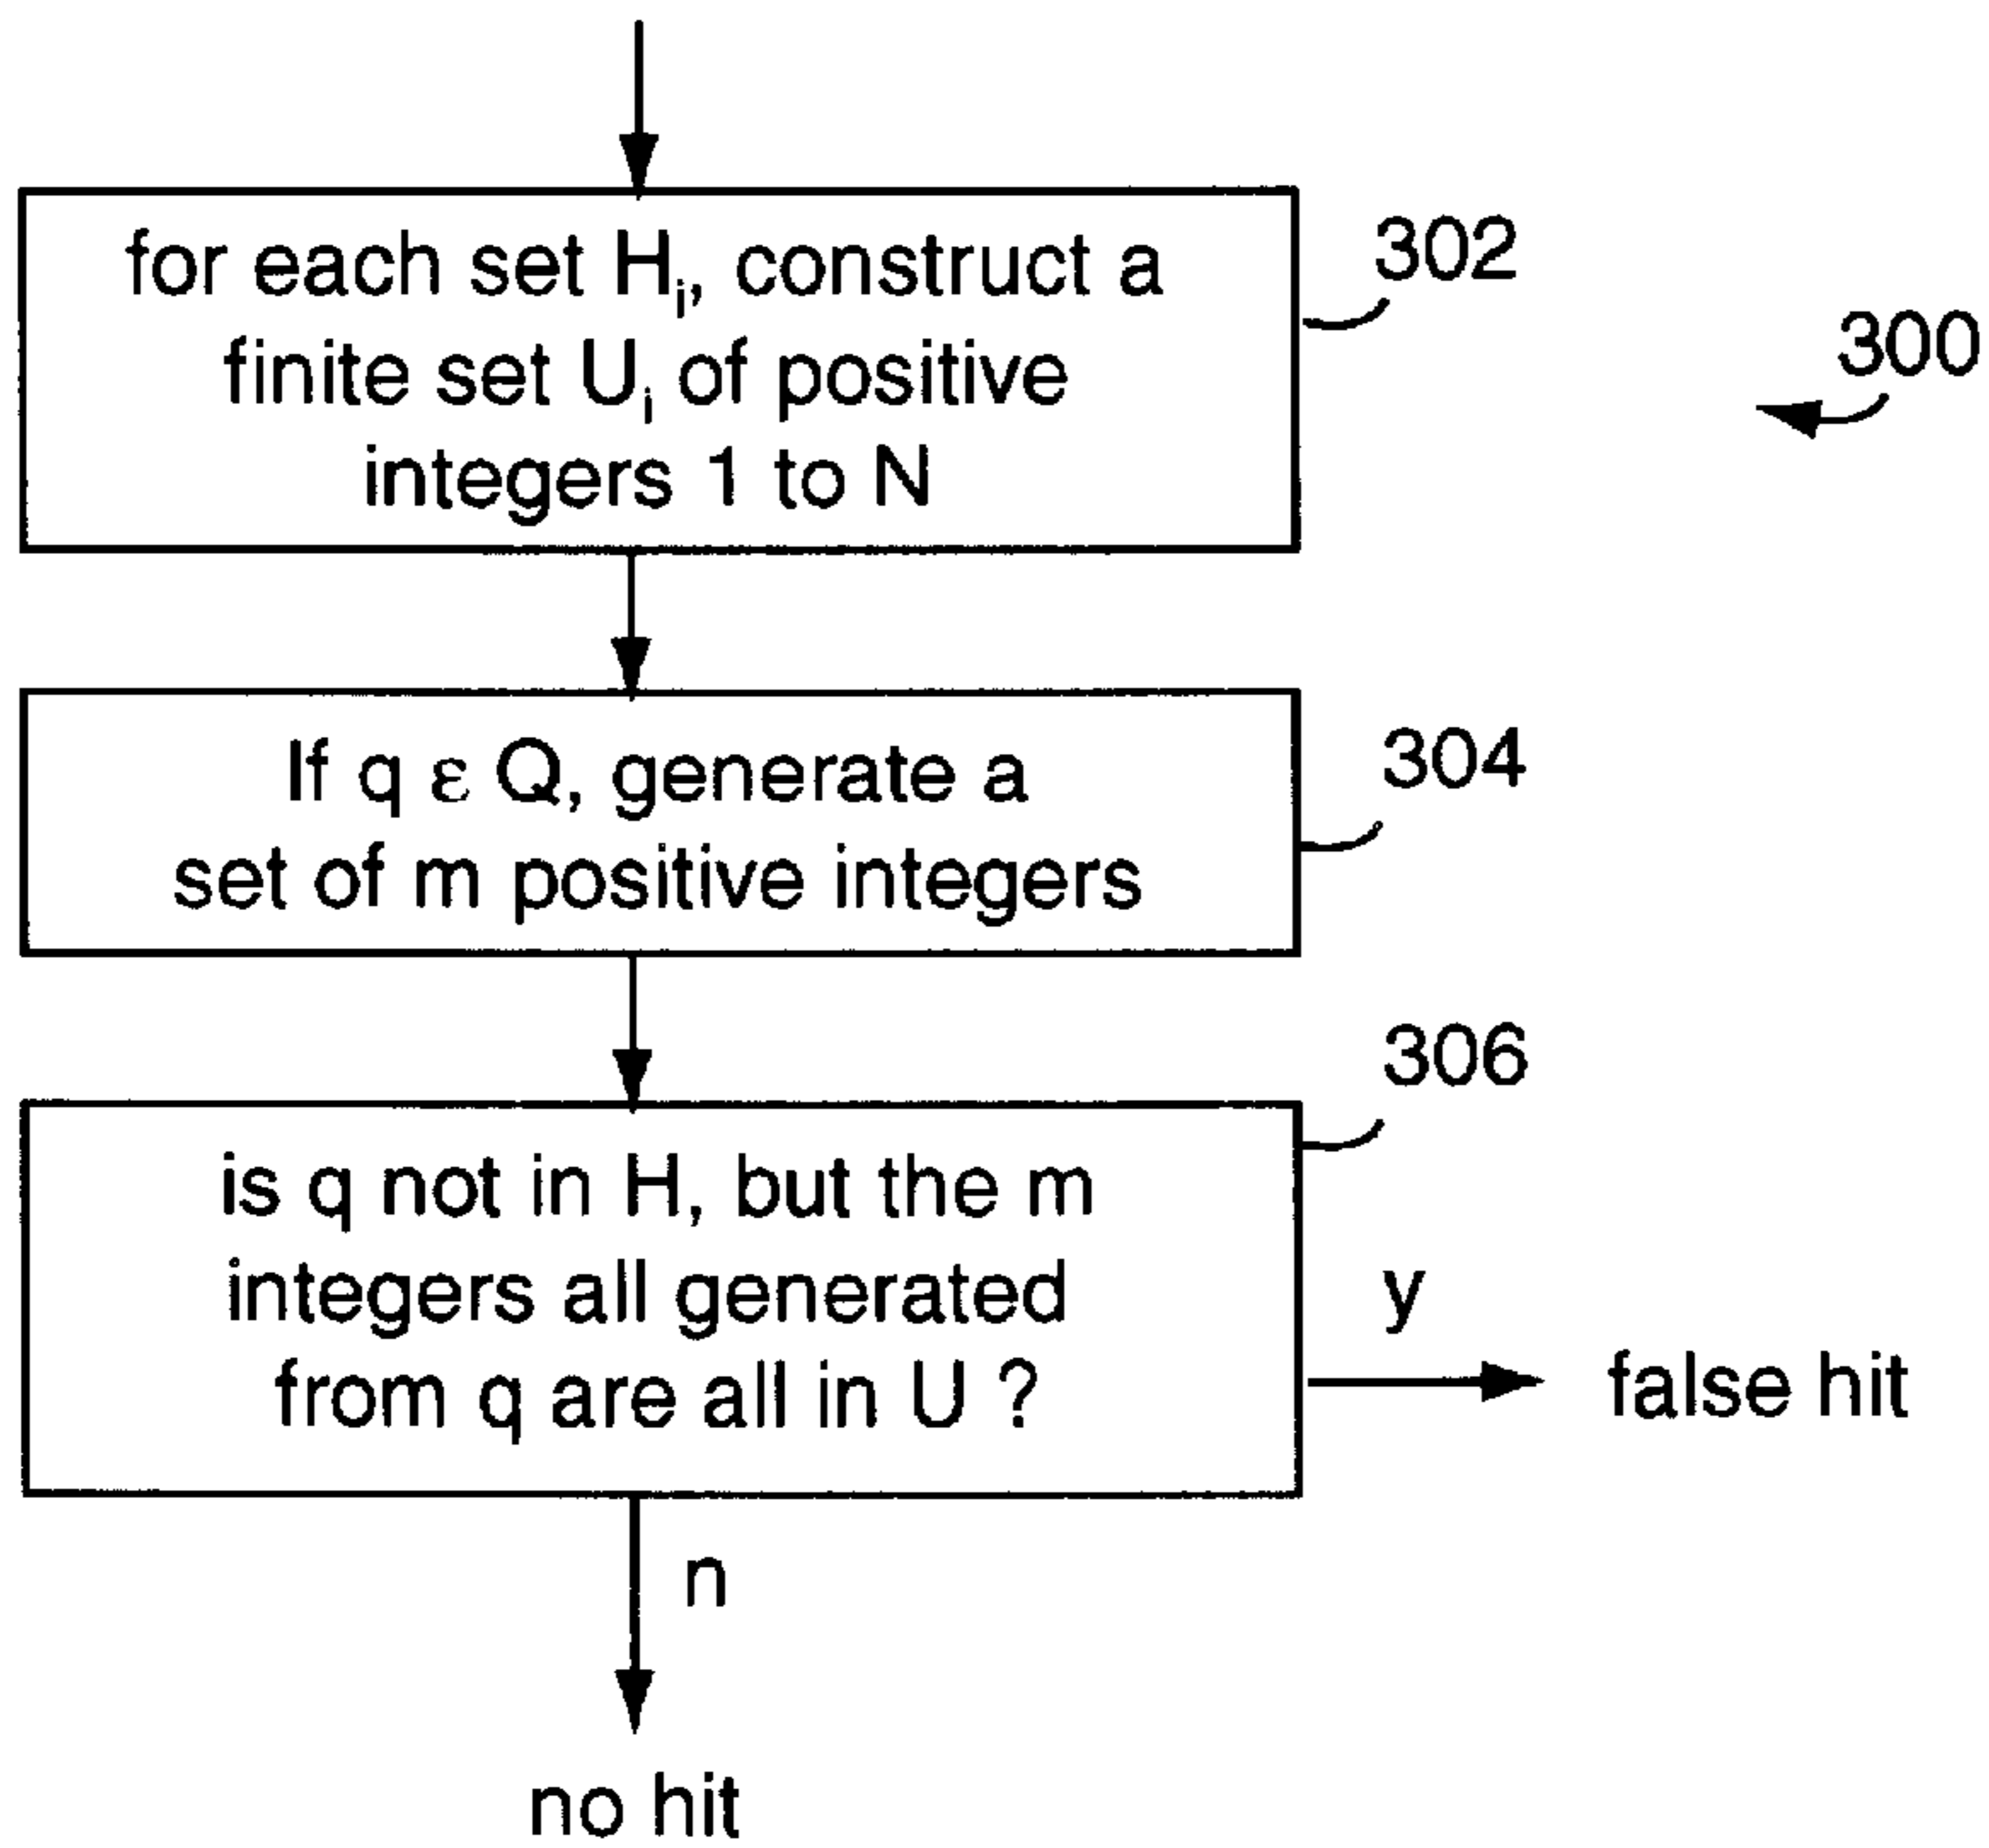 for each set Hi, construct a
finite set Ui of positive
integers 1 to N
302
300
If q ε Q, generate a
set of m positive integers
304
306
is q not in H, but the m
integers all generated
from q are all in U ?
y
false hit
n
no hit